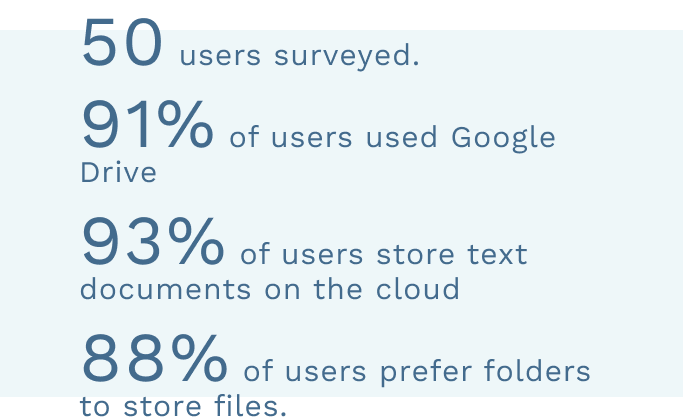 50 users surveyed.
91% of users used Google
Drive
93% of users store text
documents on the cloud
88% of users prefer folders
to store files.